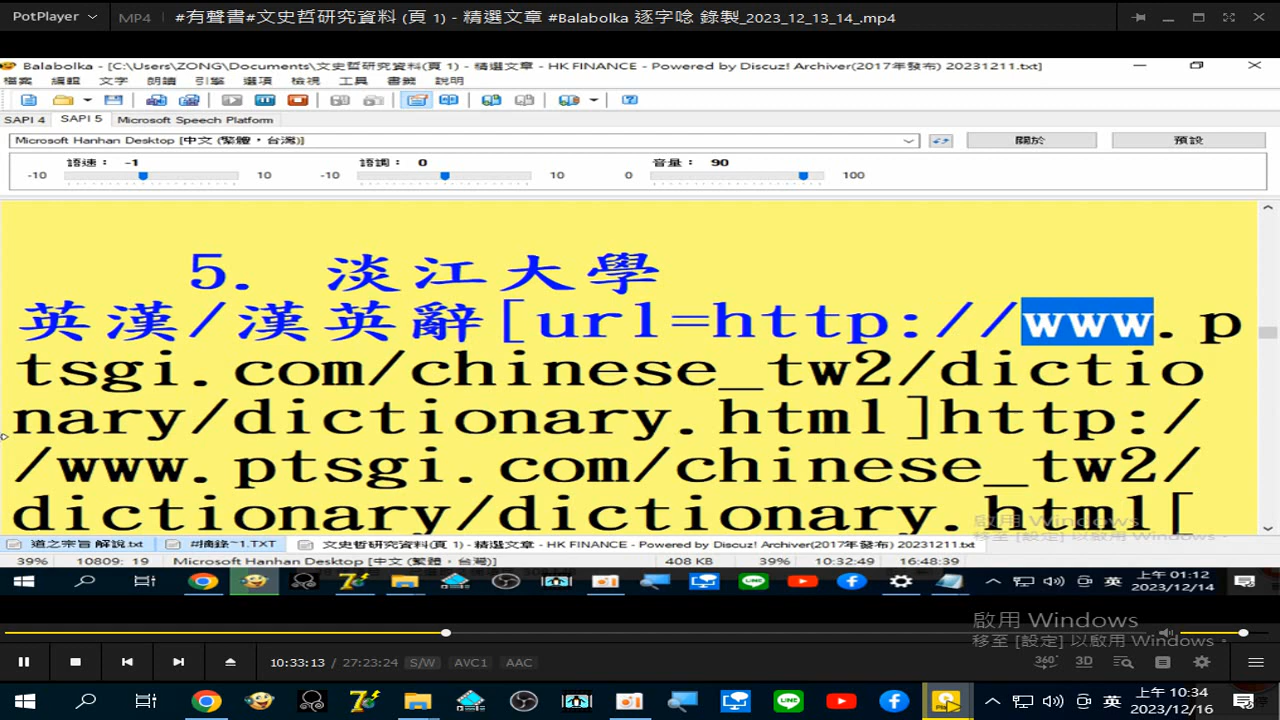 PotPlayer MP4 #有聲書#文史哲研究資料 (頁 1) - 精選文章 #Balabolka 逐字唸 錄製_2023_12_13_14_.mp4
Balabolka - [C:\Users\ZONG\Documents\文史哲研究資料(頁 1) - 精選文章 - HK FINANCE - Powered by Discuz! Archiver(2017年發布) 20231211.txt]
檔案 編輯 文字 朗讀 引擎 選項 檢視 工具 書籤 說明
SAPI 4 SAPI 5 Microsoft Speech Platform
Microsoft Hanhan Desktop [中文 (繁體，台灣)] 關於 預設
語速： -1 語調： 0 音量： 90
-10 10 -10 10 0 100
5. 淡江大學
英漢/漢英辭[url=http://www.p
tsgi.com/chinese_tw2/dictio
nary/dictionary.html]http:/
/www.ptsgi.com/chinese_tw2/
dictionary/dictionary.html[
啟用 Windows
移至 [設定] 以啟用 Windows。
道之宗旨 解說.txt #摘錄~1.TXT 文史哲研究資料(頁 1) - 精選文章 - HK FINANCE - Powered by Discuz! Archiver(2017年發布) 20231211.txt
39% 10809: 19 Microsoft Hanhan Desktop [中文 (繁體，台灣)] 408 KB 39% 10:32:49 16:48:39
英 上午 01:12
2023/12/14
啟用 Windows
移至 [設定] 以啟用 Windows。
10:33:13 / 27:23:24 S/W AVC1 AAC 360° 3D
英 上午 10:34
2023/12/16